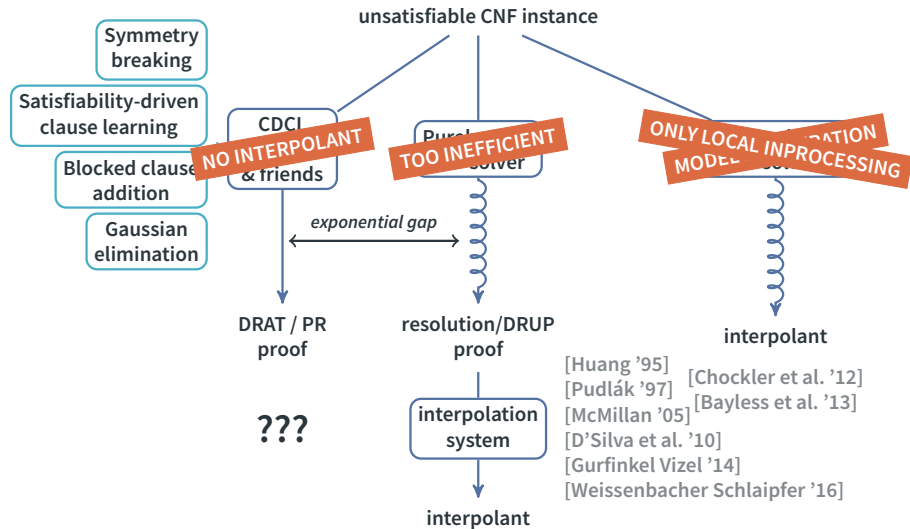 unsatisfiable CNF instance
Symmetry
breaking
Satisfiability-driven
clause learning
Blocked clause
addition
Gaussian
elimination
& friends
NO INTERPOLANT
TOO INEFFICIENT
ONLY LOCAL INPROCESSING
exponential gap
DRAT / PR
proof
???
resolution/DRUP
proof
interpolation
system
interpolant
interpolant
[Huang ’95]
[Pudlák ’97]
[McMillan ’05]
[D’Silva et al. ’10]
[Gurfinkel Vizel ’14]
[Weissenbacher Schlaipfer ’16]
[Chockler et al. ’12]
[Bayless et al. ’13]